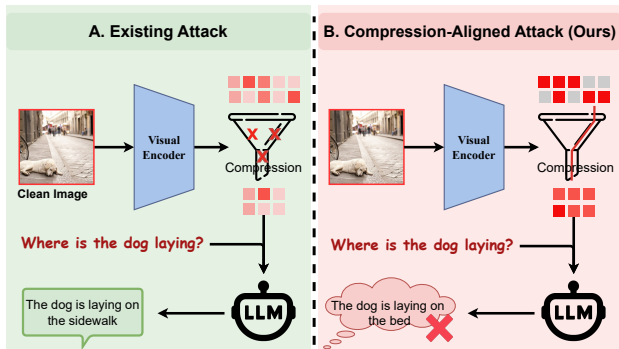 A. Existing Attack
Visual
Encoder
Compression
Clean Image
Where is the dog laying?
The dog is laying on
the sidewalk
LLM
B. Compression-Aligned Attack (Ours)
Visual
Encoder
Compression
Where is the dog laying?
The dog is laying on
the bed
LLM